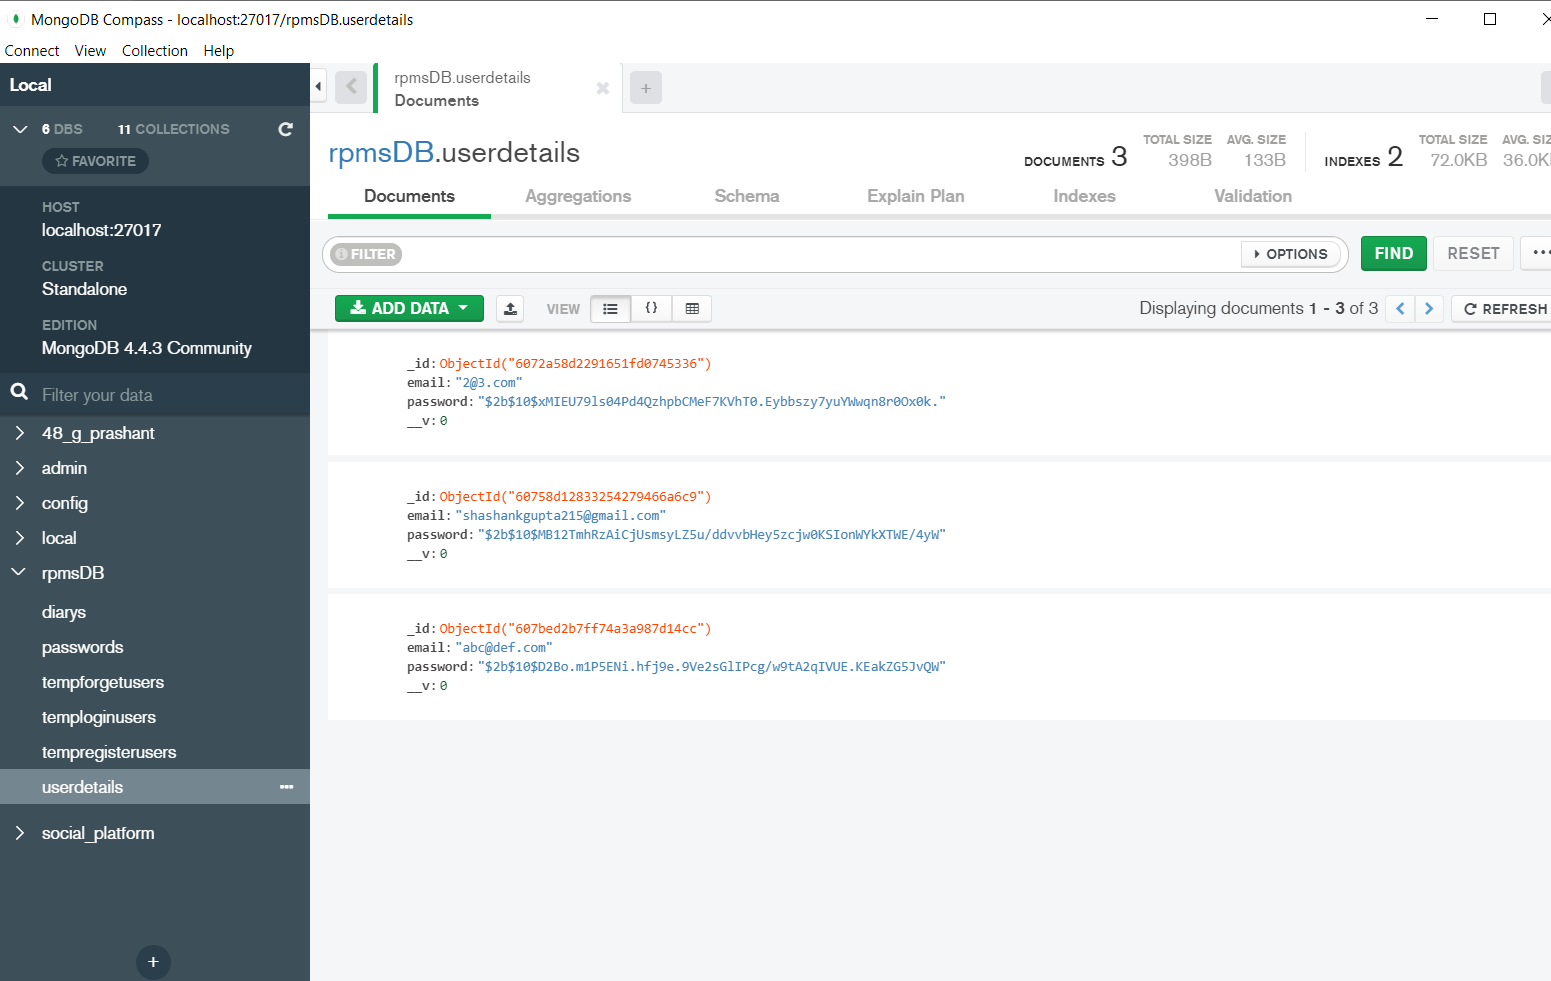 MongoDB Compass - localhost:27017/rpmsDB.userdetails
Connect View Collection Help
Local
6 DBS 11 COLLECTIONS
FAVORITE
HOST
localhost:27017
CLUSTER
Standalone
EDITION
MongoDB 4.4.3 Community
Filter your data
48_g_prashant
admin
config
local
rpmsDB
diarys
passwords
tempforgetusers
temploginusers
tempregisterusers
userdetails
social_platform
rpmsDB.userdetails
Documents
rpmsDB.userdetails
DOCUMENTS 3
TOTAL SIZE 398B
AVG. SIZE 133B
INDEXES 2
TOTAL SIZE 72.0KB
AVG. SIZ 36.0K
Documents Aggregations Schema Explain Plan Indexes Validation
FILTER OPTIONS FIND RESET
ADD DATA VIEW {} Displaying documents 1 - 3 of 3 REFRESH
_id: ObjectId("6072a58d2291651fd0745336")
email: "2@3.com"
password: "$2b$10$xMIEU79ls04Pd4QzhpbCMeF7KVhT0.Eybbszy7yuYWwqn8r0Ox0k."
__v: 0
_id: ObjectId("60758d12833254279466a6c9")
email: "shashankgupta215@gmail.com"
password: "$2b$10$MB12TmhRzAiCjUsmsyLZ5u/ddvvbHey5zcjw0KSIonWYkXTWE/4yW"
__v: 0
_id: ObjectId("607bed2b7ff74a3a987d14cc")
email: "abc@def.com"
password: "$2b$10$D2Bo.m1P5ENi.hfj9e.9Ve2sGlIPcg/w9tA2qIVUE.KEakZG5JvQW"
__v: 0